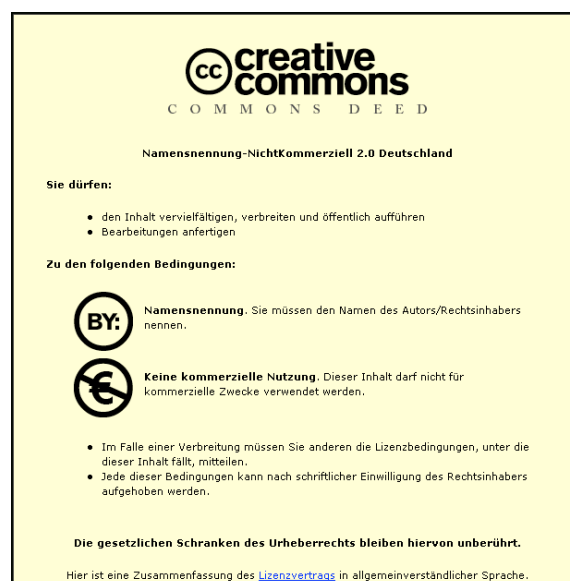 cc creative
commons
COMMONS DEED
Namensnennung-NichtKommerziell 2.0 Deutschland
Sie dürfen:
• den Inhalt vervielfältigen, verbreiten und öffentlich aufführen
• Bearbeitungen anfertigen
Zu den folgenden Bedingungen:
BY:
Namensnennung. Sie müssen den Namen des Autors/Rechtsinhabers
nennen.
€
Keine kommerzielle Nutzung. Dieser Inhalt darf nicht für
kommerzielle Zwecke verwendet werden.
• Im Falle einer Verbreitung müssen Sie anderen die Lizenzbedingungen, unter die
dieser Inhalt fällt, mitteilen.
• Jede dieser Bedingungen kann nach schriftlicher Einwilligung des Rechtsinhabers
aufgehoben werden.
Die gesetzlichen Schranken des Urheberrechts bleiben hiervon unberührt.
Hier ist eine Zusammenfassung des Lizenzvertrags in allgemeinverständlicher Sprache.